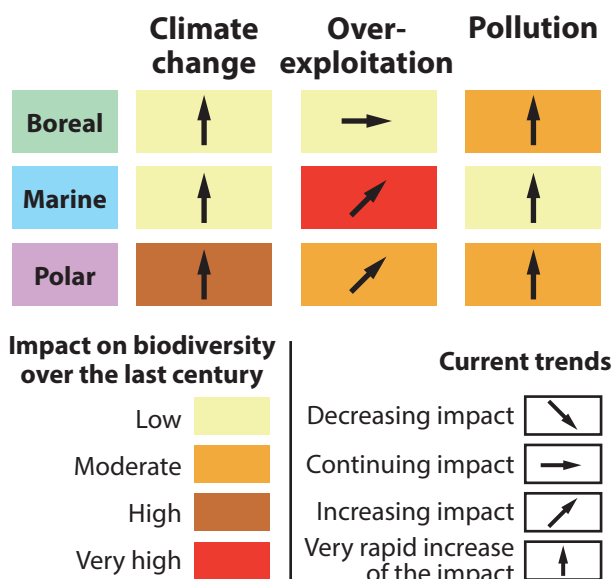 Climate change
Over-exploitation
Pollution
Boreal
Marine
Polar
Impact on biodiversity
over the last century
Low
Moderate
High
Very high
Current trends
Decreasing impact
Continuing impact
Increasing impact
Very rapid increase
of the impact